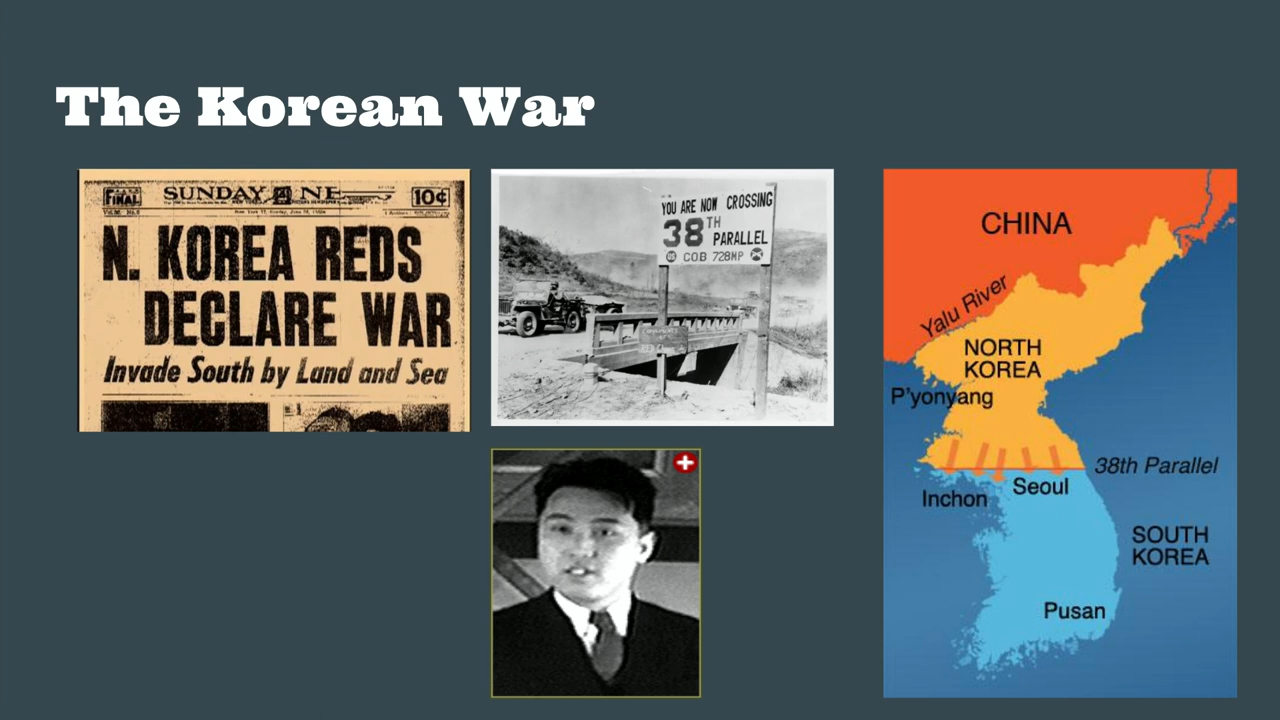 The Korean War
FINAL
SUNDAY NE
10¢
N. KOREA REDS
DECLARE WAR
Invade South by Land and Sea
YOU ARE NOW CROSSING
38TH
PARALLEL
COB 728MP
CHINA
Yalu River
NORTH
KOREA
P'yonyang
38th Parallel
Seoul
Inchon
SOUTH
KOREA
Pusan